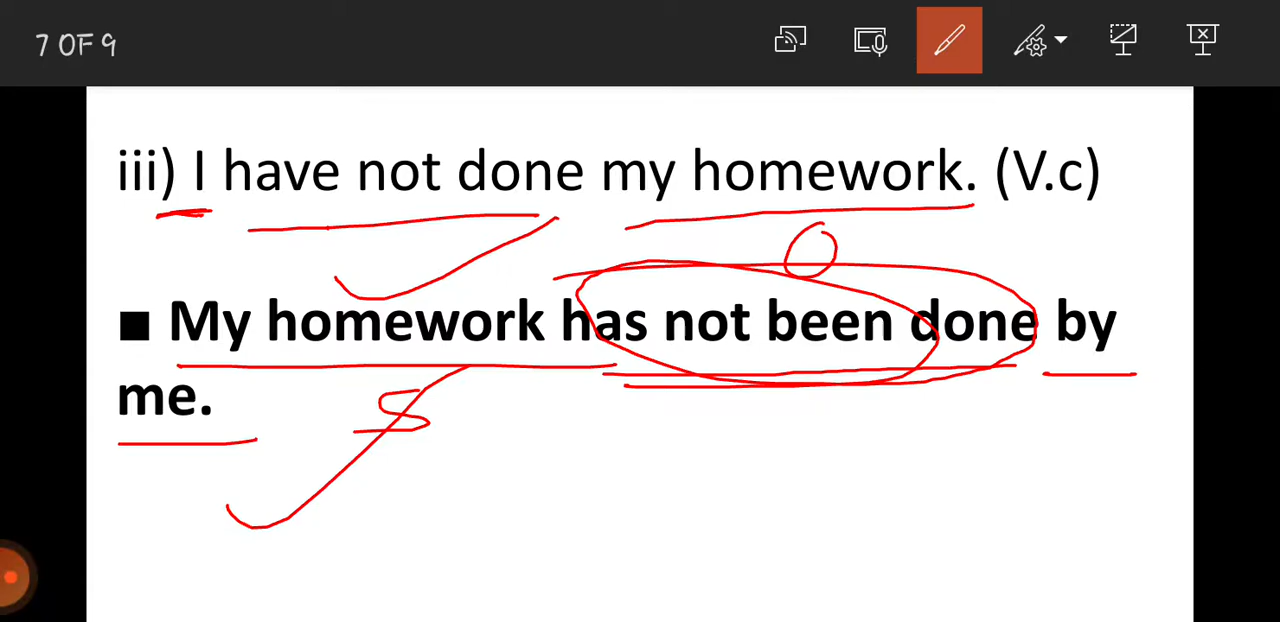 7 OF 9
iii) I have not done my homework. (V.c)
O
■ My homework has not been done by
me.
S